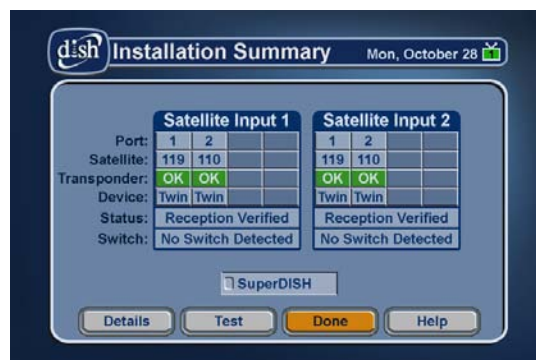 dish Installation Summary Mon, October 28 1
Satellite Input 1 Satellite Input 2
Port: 1 2 1 2
Satellite: 119 110 119 110
Transponder: OK OK OK OK
Device: Twin Twin Twin Twin
Status: Reception Verified Reception Verified
Switch: No Switch Detected No Switch Detected
SuperDISH
Details Test Done Help